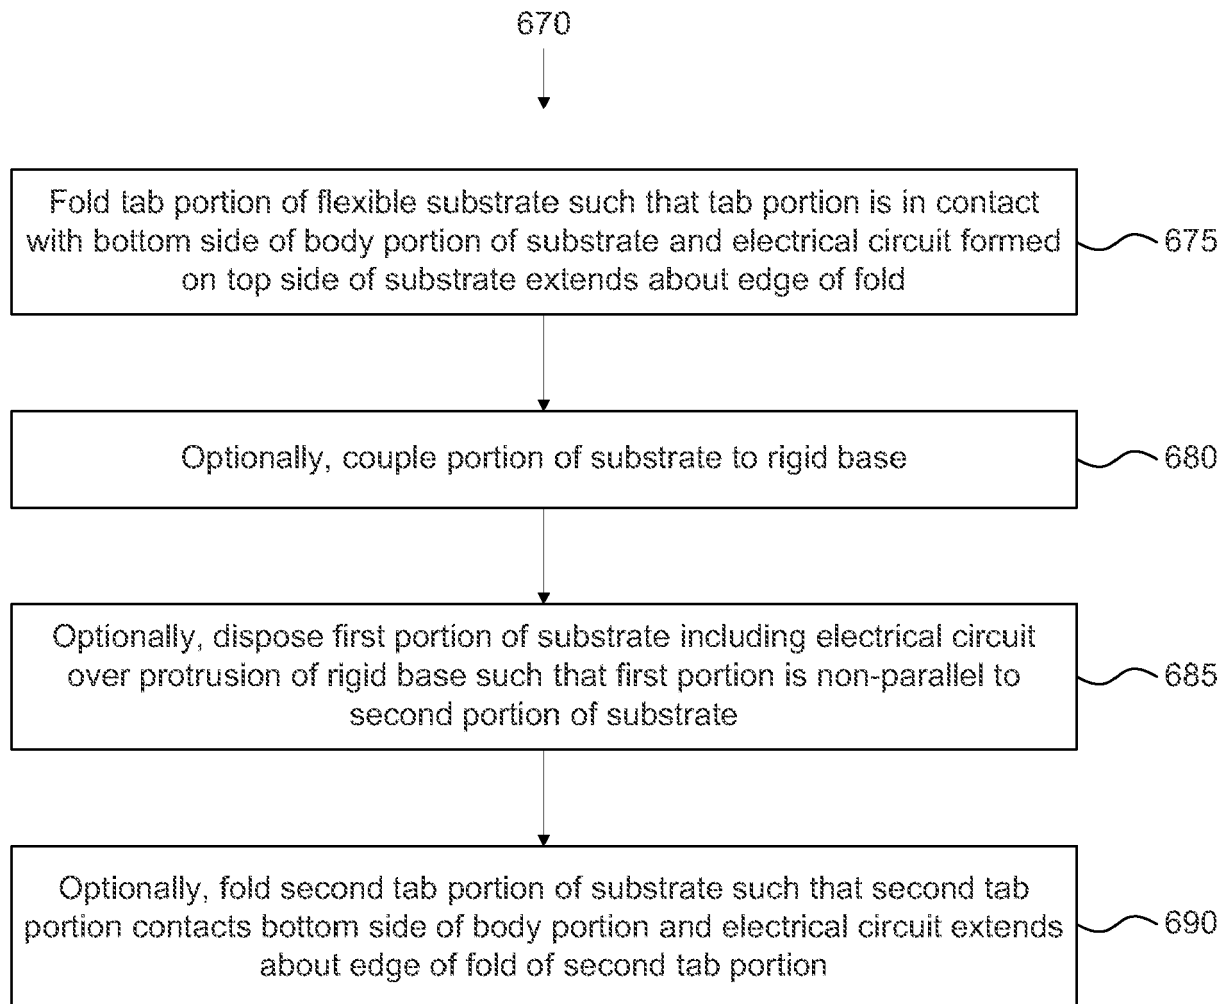 670
Fold tab portion of flexible substrate such that tab portion is in contact
with bottom side of body portion of substrate and electrical circuit formed
on top side of substrate extends about edge of fold
675
Optionally, couple portion of substrate to rigid base
680
Optionally, dispose first portion of substrate including electrical circuit
over protrusion of rigid base such that first portion is non-parallel to
second portion of substrate
685
Optionally, fold second tab portion of substrate such that second tab
portion contacts bottom side of body portion and electrical circuit extends
about edge of fold of second tab portion
690